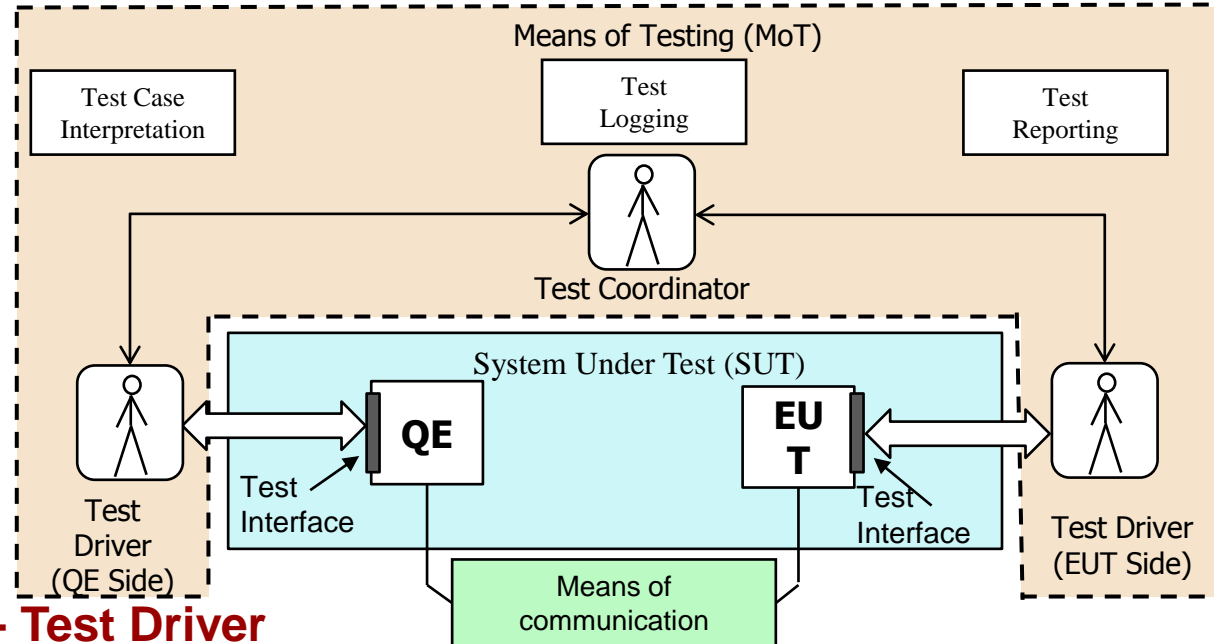 Means of Testing (MoT)
Test Case
Interpretation
Test
Logging
Test
Reporting
Test Coordinator
System Under Test (SUT)
QE
EU
T
Test
Interface
Test
Interface
Test
Driver
(QE Side)
Test Driver
(EUT Side)
Means of
communication
- Test Driver